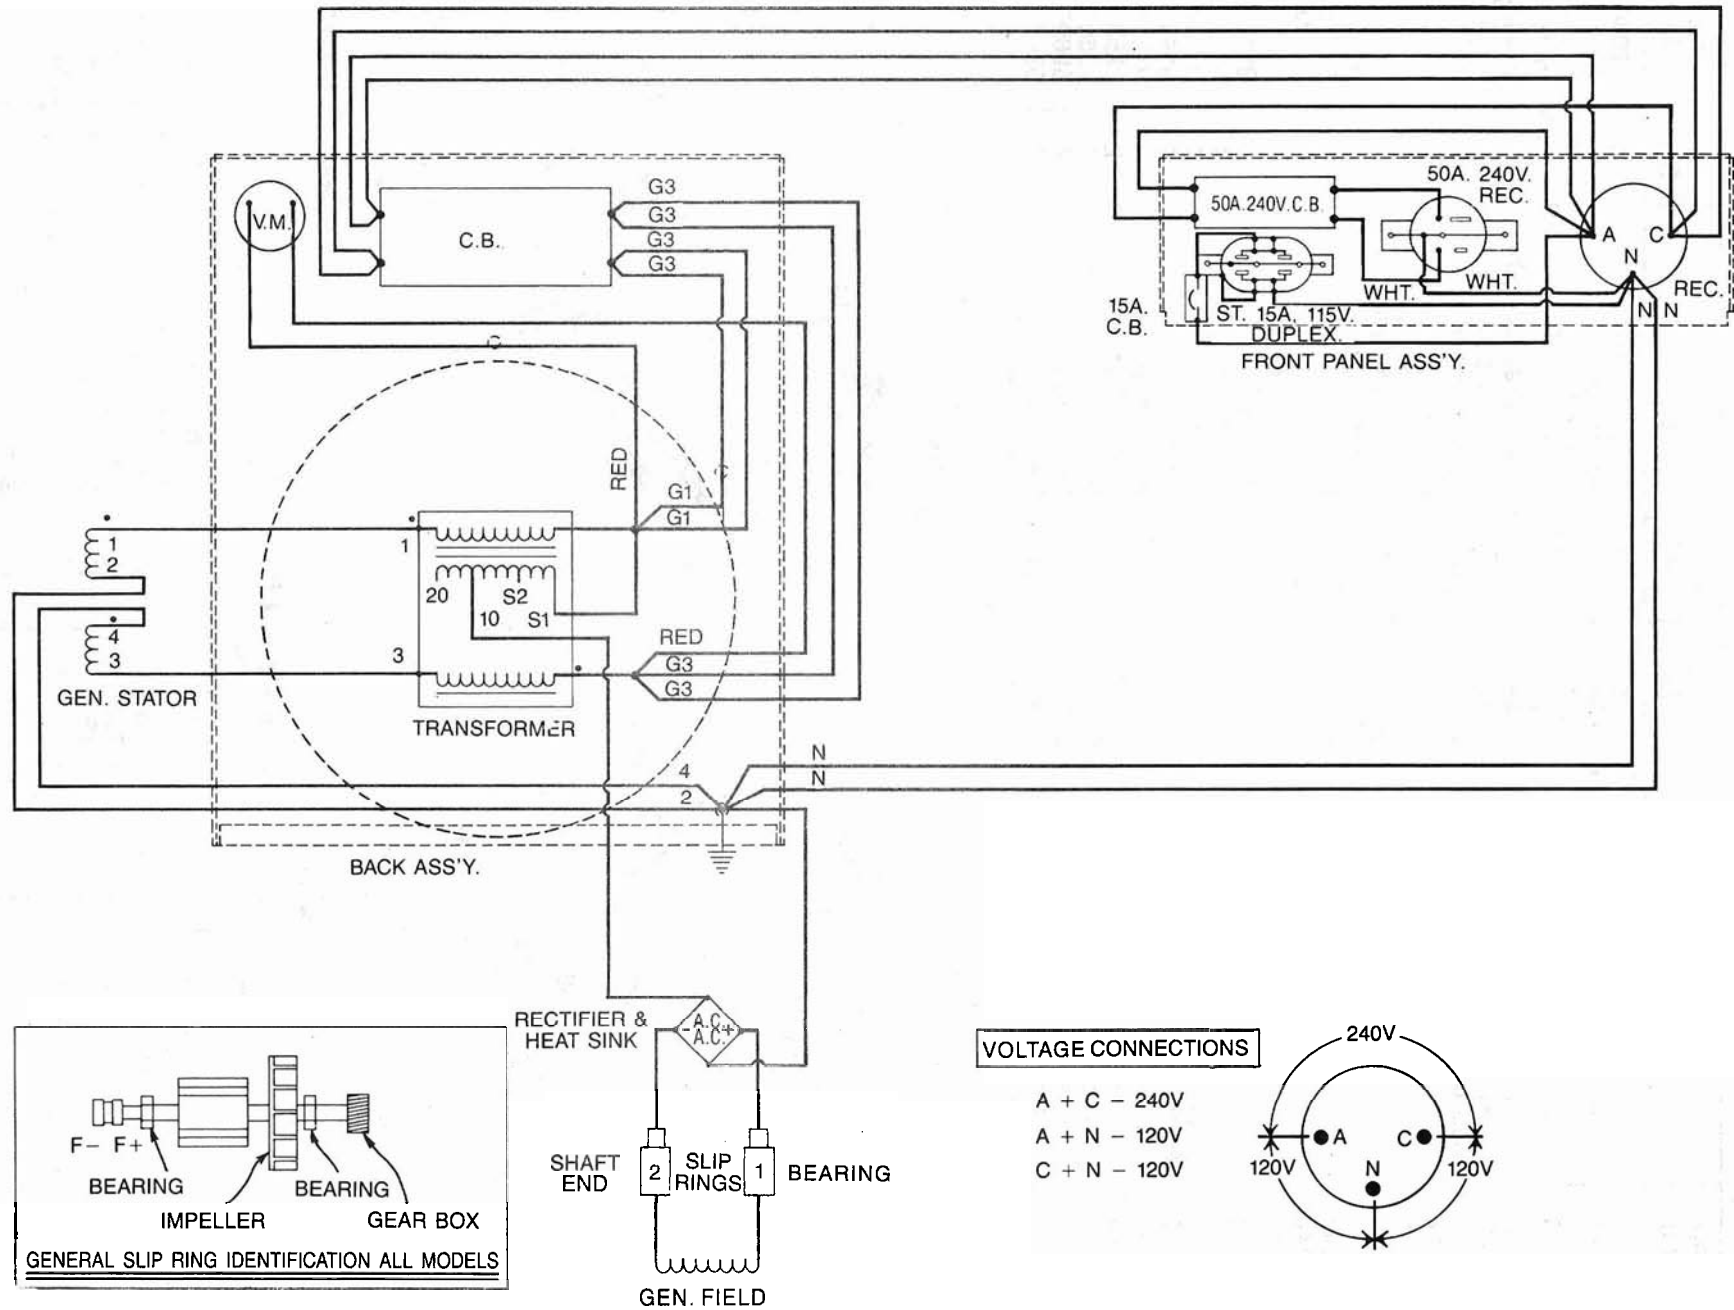 V.M.
C.B.
G3
G3
G3
G3
50A. 240V.
REC.
50A.240V.C.B.
A
C
N
REC.
WHT.
WHT.
N N
15A.
C.B.
ST. 15A. 115V.
DUPLEX.
FRONT PANEL ASS'Y.
RED
G1
G1
1
2
4
3
GEN. STATOR
1
20
S2
10
S1
3
RED
G3
G3
TRANSFORMER
N
N
4
2
BACK ASS'Y.
RECTIFIER &
HEAT SINK
A.C.
- +
A.C.
SHAFT
END
2
SLIP
RINGS
1
BEARING
GEN. FIELD
F- F+
BEARING
BEARING
IMPELLER
GEAR BOX
GENERAL SLIP RING IDENTIFICATION ALL MODELS
VOLTAGE CONNECTIONS
A + C - 240V
A + N - 120V
C + N - 120V
240V
A
C
N
120V
120V